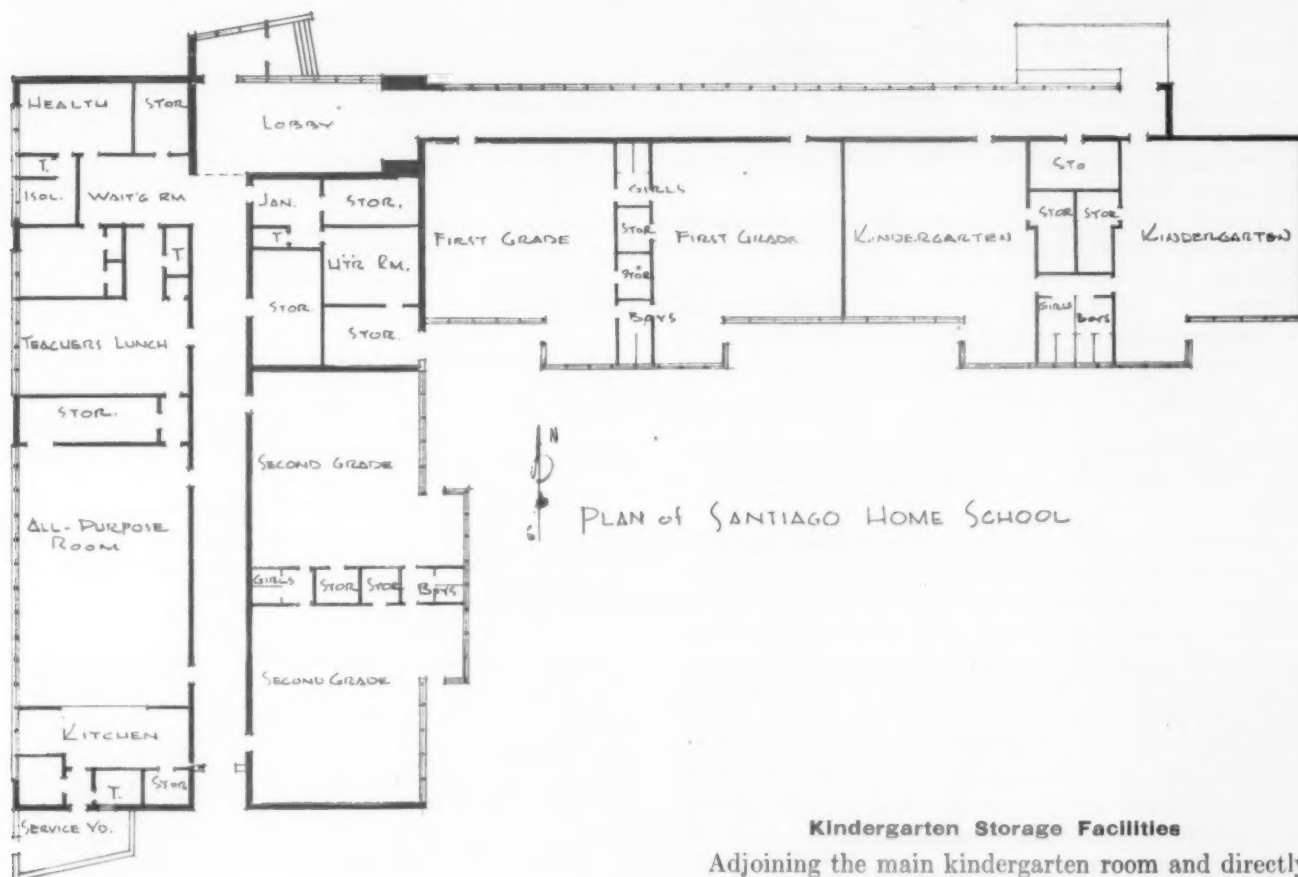 HEALTH
STOR
LOBBY
T.
ISOL.
WAIT'G RM
JAN.
STOR.
T.
T
STOR.
HT'R RM.
STOR.
TEACHERS LUNCH
STOR.
ALL-PURPOSE
ROOM
KITCHEN
T.
STOR
SERVICE YD.
SECOND GRADE
GIRLS
STOR
STOR
BOYS
SECOND GRADE
FIRST GRADE
GIRLS
STOR
STOR
BOYS
FIRST GRADE
KINDERGARTEN
STO
STOR
STOR
GIRLS
BOYS
KINDERGARTEN
N
S
PLAN of SANTIAGO HOME SCHOOL
Kindergarten Storage Facilities
Adjoining the main kindergarten room and directly